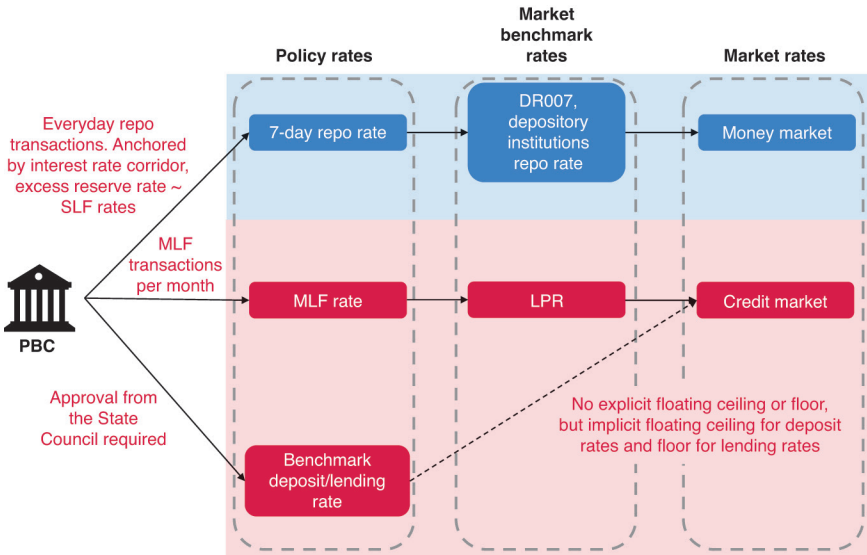 Policy rates
Market
benchmark
rates
Market rates
Everyday repo
transactions. Anchored
by interest rate corridor,
excess reserve rate ~
SLF rates
7-day repo rate
DR007,
depository
institutions
repo rate
Money market
MLF
transactions
per month
PBC
MLF rate
LPR
Credit market
Approval from
the State
Council required
Benchmark
deposit/lending
rate
No explicit floating ceiling or floor,
but implicit floating ceiling for deposit
rates and floor for lending rates